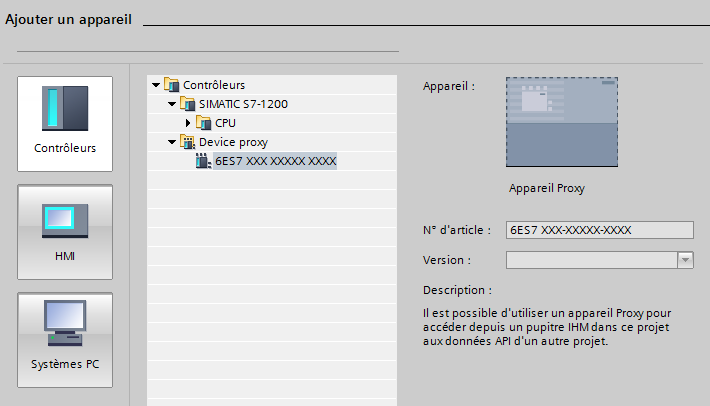 Ajouter un appareil
Contrôleurs
HMI
Systèmes PC
Contrôleurs
SIMATIC S7-1200
CPU
Device proxy
6ES7 XXX XXXXX XXXX
Appareil :
Appareil Proxy
N° d'article :
6ES7 XXX-XXXXX-XXXX
Version :
Description :
Il est possible d'utiliser un appareil Proxy pour
accéder depuis un pupitre IHM dans ce projet
aux données API d'un autre projet.